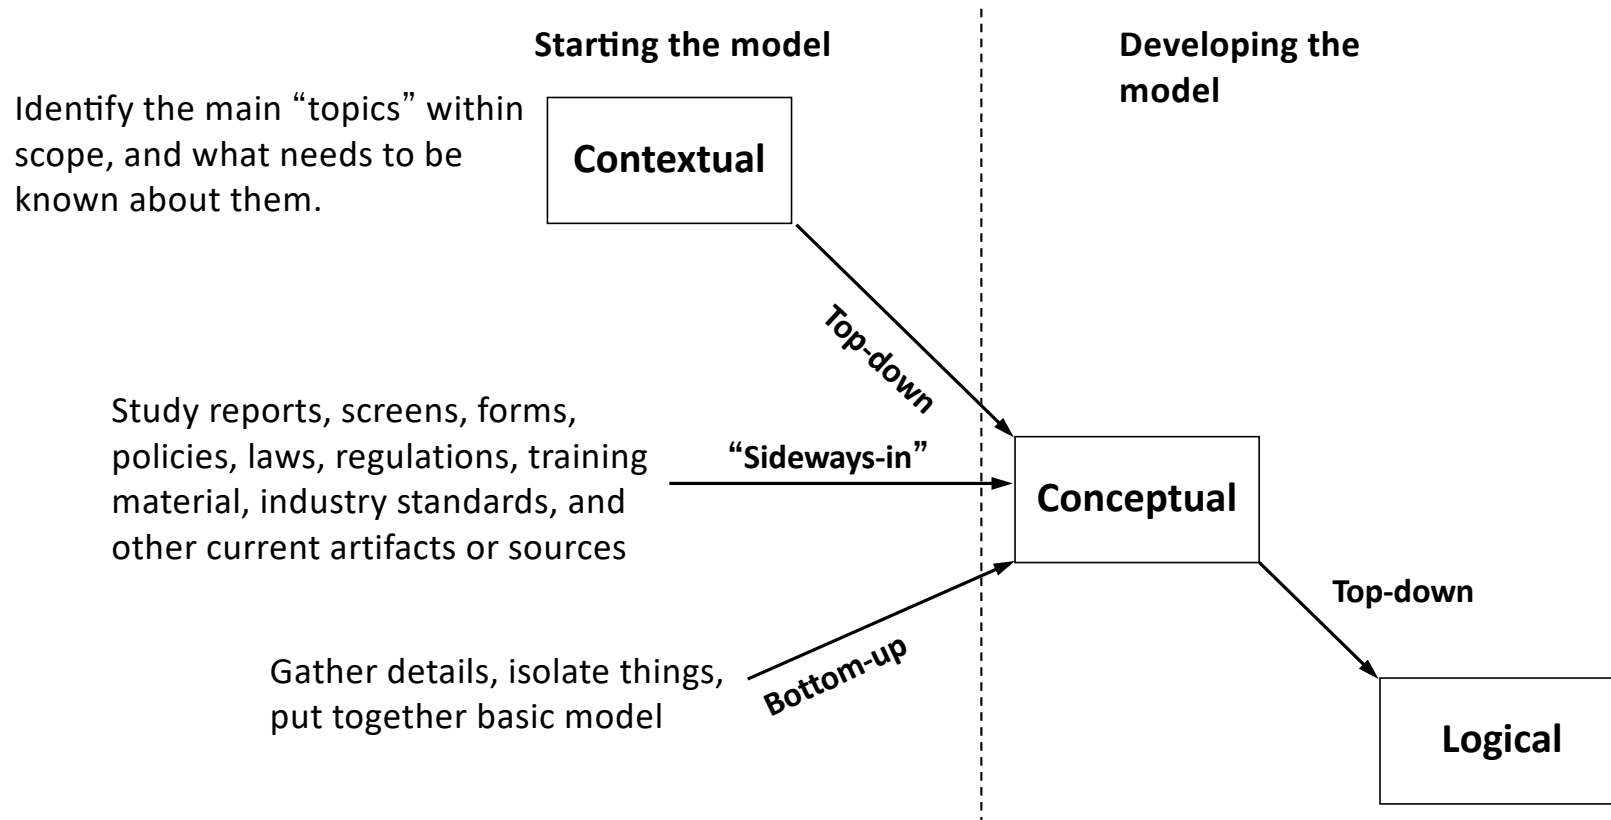 Starting the model
Developing the
model
Identify the main “topics” within
scope, and what needs to be
known about them.
Contextual
Top-down
Study reports, screens, forms,
policies, laws, regulations, training
material, industry standards, and
other current artifacts or sources
“Sideways-in”
Conceptual
Top-down
Gather details, isolate things,
put together basic model
Bottom-up
Logical